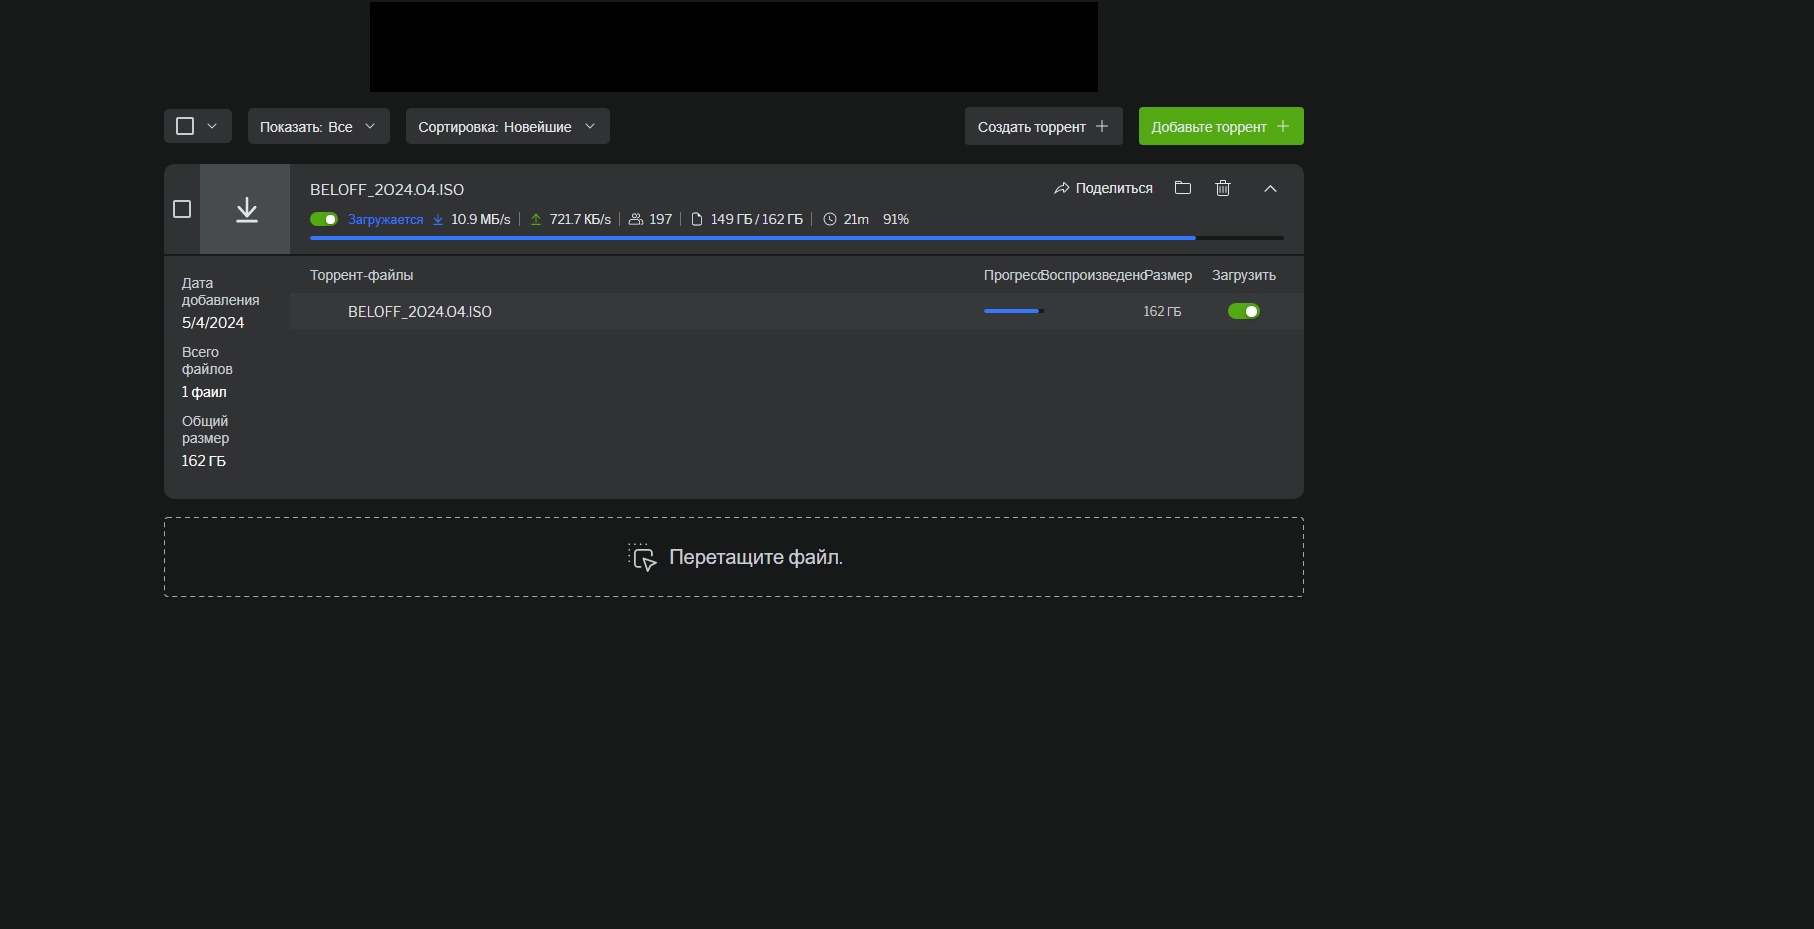 Показать: Все
Сортировка: Новейшие
Создать торрент
Добавьте торрент
BELOFF_2024.04.ISO
Поделиться
Загружается 10.9 МБ/s 721.7 КБ/s 197 149 ГБ / 162 ГБ 21m 91%
Дата
добавления
5/4/2024
Всего
файлов
1 фаил
Общий
размер
162 ГБ
Торрент-файлы Прогресс Воспроизведено Размер Загрузить
BELOFF_2024.04.ISO 162 ГБ
Перетащите файл.